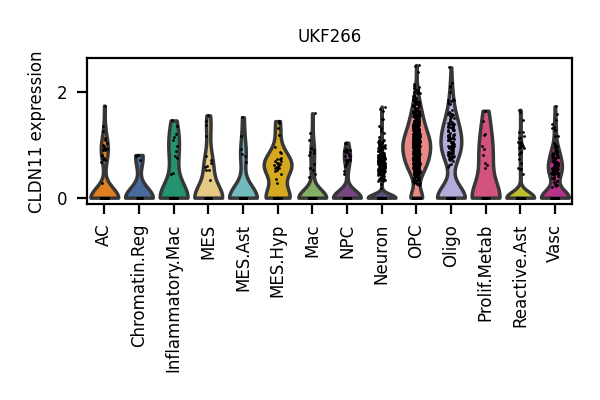 UKF266
CLDN11 expression
2
0
AC
Chromatin.Reg
Inflammatory.Mac
MES
MES.Ast
MES.Hyp
Mac
NPC
Neuron
OPC
Oligo
Prolif.Metab
Reactive.Ast
Vasc